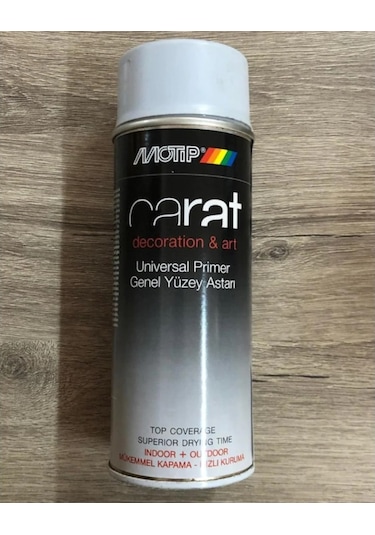 MOTIP®
carat
decoration & art
Universal Primer
Genel Yüzey Astarı
TOP COVERAGE
SUPERIOR DRYING TIME
INDOOR + OUTDOOR
MÜKEMMEL KAPAMA - HIZLI KURUMA